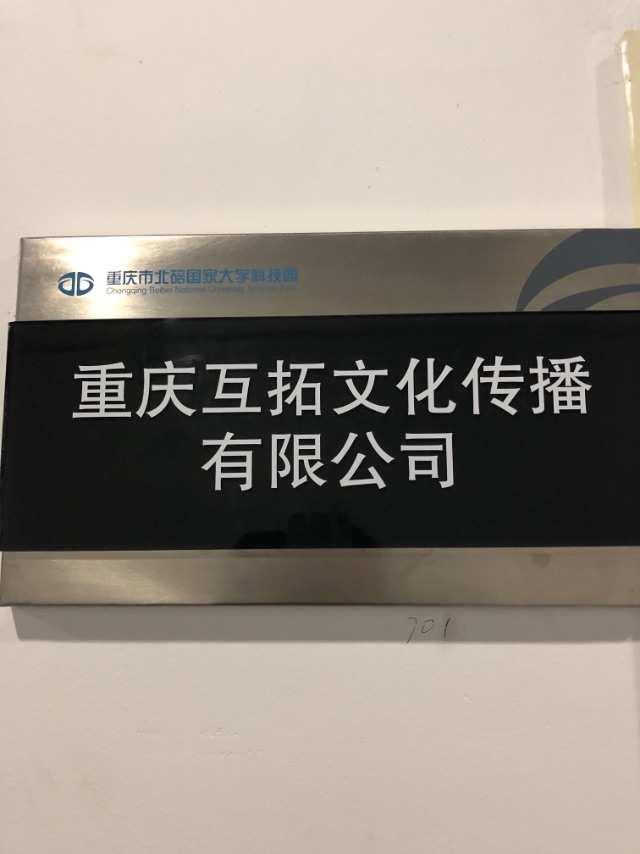 重庆市北碚国家大学科技园
Chongqing Beibei National University Science Park
重庆互拓文化传播
有限公司
701